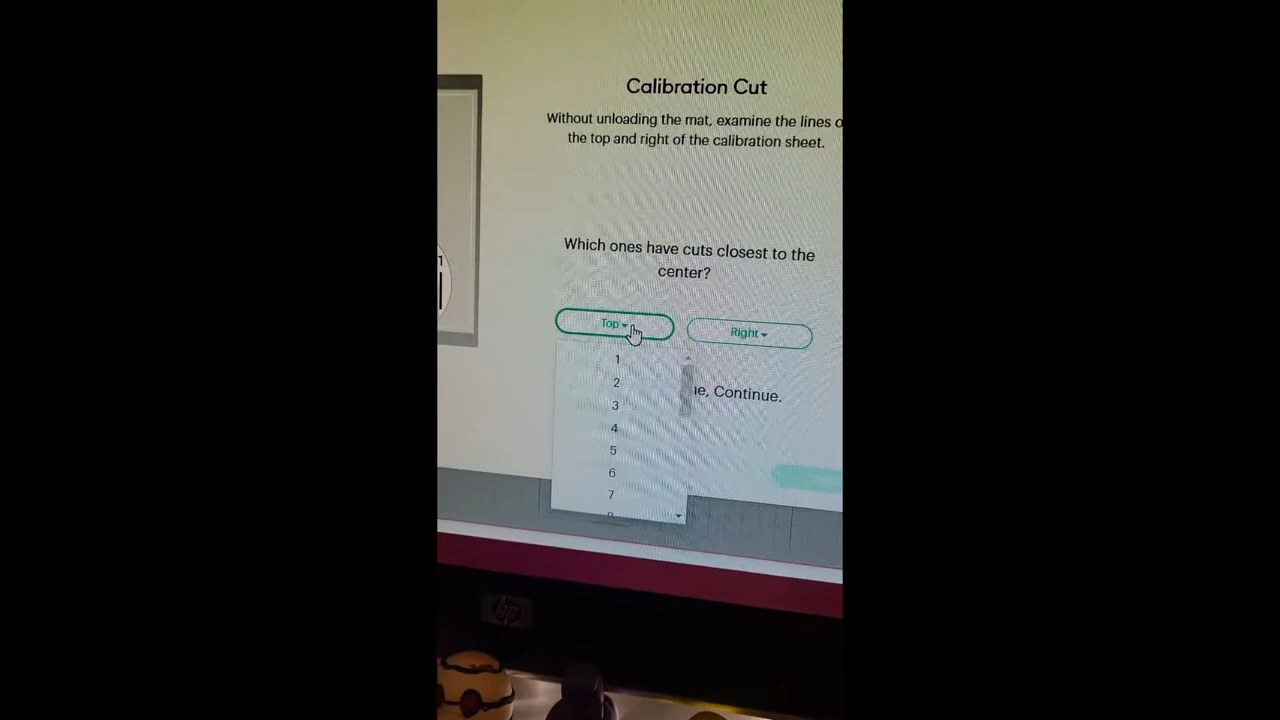 Calibration Cut
Without unloading the mat, examine the lines
the top and right of the calibration sheet.
Which ones have cuts closest to the
center?
Top
Right
1
2
3
4
5
6
7
Continue.
hp